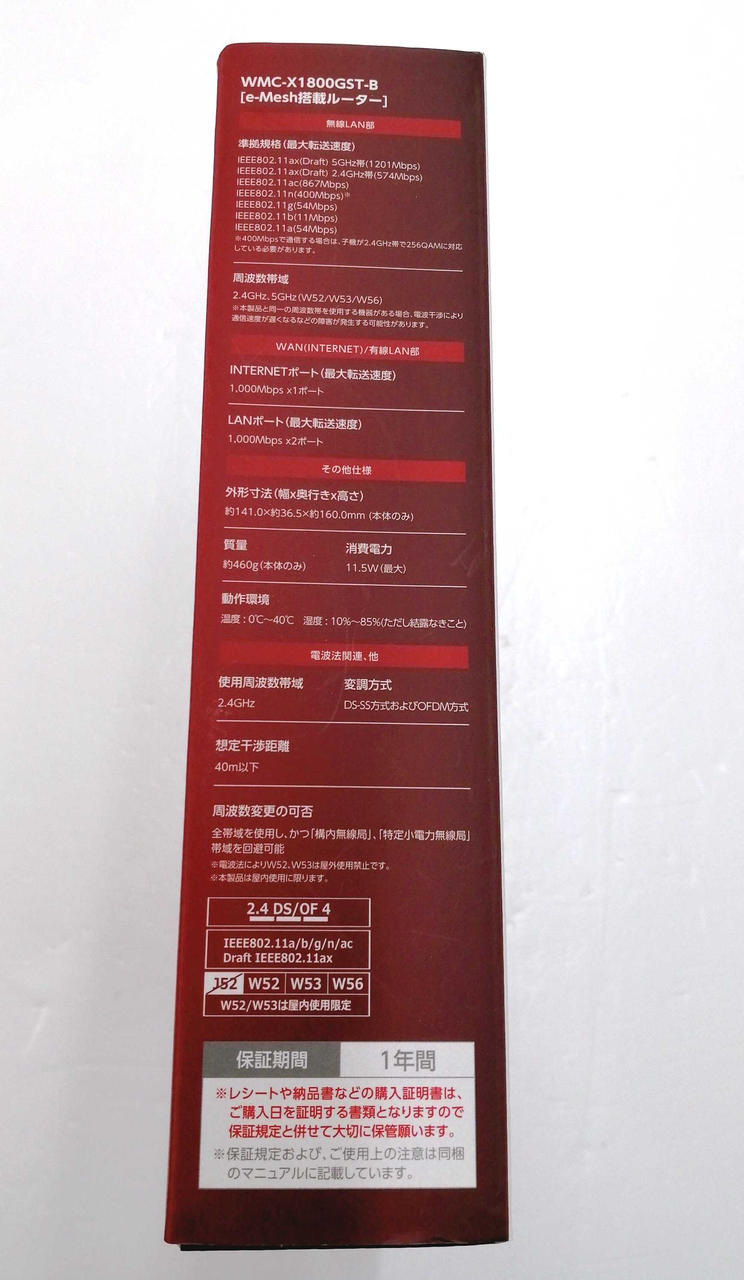 WMC-X1800GST-B
[e-Mesh搭載ルーター]
無線LAN部
準拠規格(最大転送速度)
IEEE802.11ax(Draft) 5GHz帯(1201Mbps)
IEEE802.11ax(Draft) 2.4GHz帯(574Mbps)
IEEE802.11ac(867Mbps)
IEEE802.11n(400Mbps)※
IEEE802.11g(54Mbps)
IEEE802.11b(11Mbps)
IEEE802.11a(54Mbps)
※400Mbpsで通信する場合は、子機が2.4GHz帯で256QAMに対応
している必要があります。
周波数帯域
2.4GHz、5GHz(W52/W53/W56)
※本製品と同一の周波数帯を使用する機器がある場合、電波干渉により
通信速度が遅くなるなどの障害が発生する可能性があります。
WAN(INTERNET)/有線LAN部
INTERNETポート(最大転送速度)
1,000Mbps x1ポート
LANポート(最大転送速度)
1,000Mbps x2ポート
その他仕様
外形寸法(幅x奥行きx高さ)
約141.0×約36.5×約160.0mm (本体のみ)
質量 消費電力
約460g(本体のみ) 11.5W(最大)
動作環境
温度:0℃～40℃ 湿度:10%～85%(ただし結露なきこと)
電波法関連、他
使用周波数帯域 変調方式
2.4GHz DS-SS方式およびOFDM方式
想定干渉距離
40m以下
周波数変更の可否
全帯域を使用し、かつ「構内無線局」、「特定小電力無線局」
帯域を回避可能
※電波法によりW52、W53は屋外使用禁止です。
※本製品は屋内使用に限ります。
2.4 DS/OF 4
IEEE802.11a/b/g/n/ac
Draft IEEE802.11ax
J52 W52 W53 W56
W52/W53は屋内使用限定
保証期間 1年間
※レシートや納品書などの購入証明書は、
ご購入日を証明する書類となりますので
保証規定と併せて大切に保管願います。
※保証規定および、ご使用上の注意は同梱
のマニュアルに記載しています。